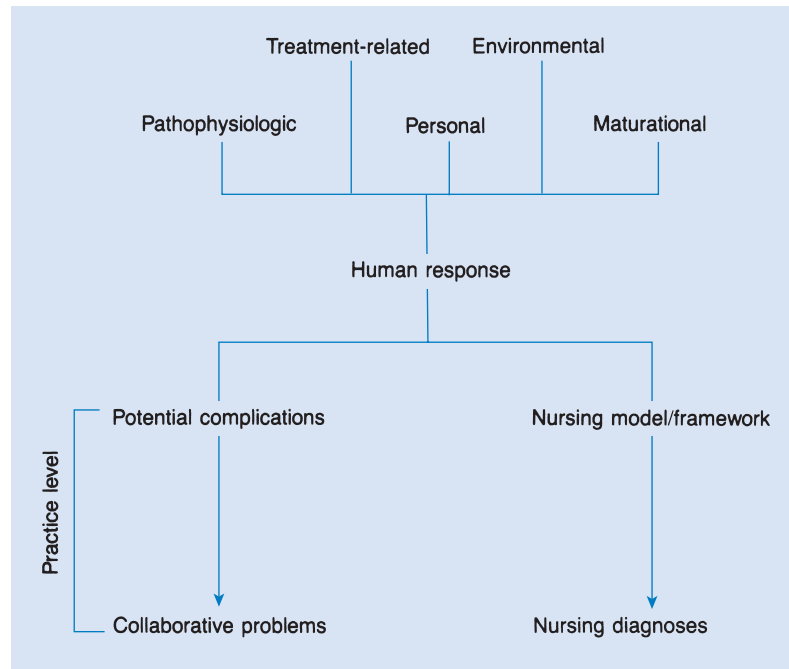 Treatment-related
Environmental
Pathophysiologic
Personal
Maturational
Human response
Potential complications
Nursing model/framework
Practice level
Collaborative problems
Nursing diagnoses